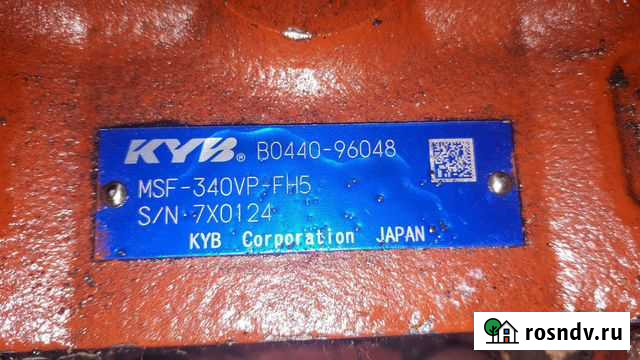 KYB® B0440-96048
MSF-340VP-FH5
S/N 7X0124
KYB Corporation JAPAN
rosndv.ru